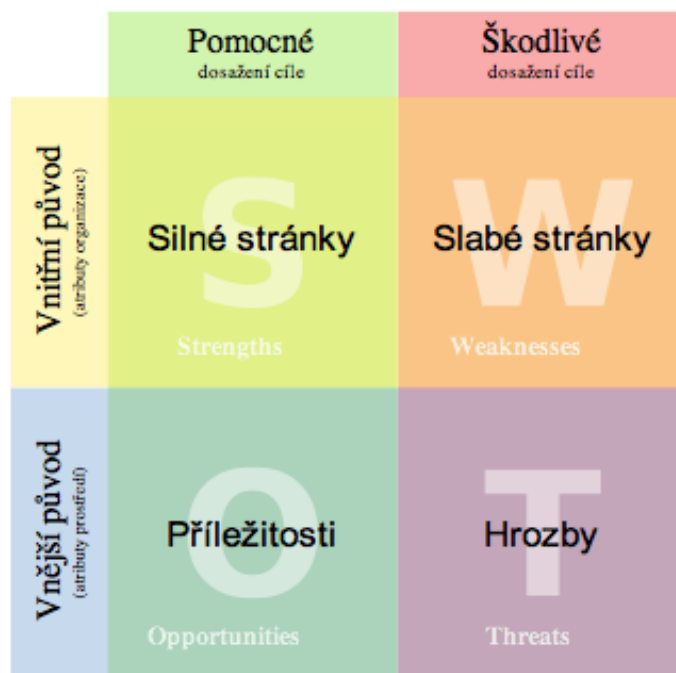 Pomocné
dosažení cíle
Škodlivé
dosažení cíle
Vnitřní původ
(atributy organizace)
S
Silné stránky
Strengths
W
Slabé stránky
Weaknesses
Vnější původ
(atributy prostředí)
O
Příležitosti
Opportunities
T
Hrozby
Threats